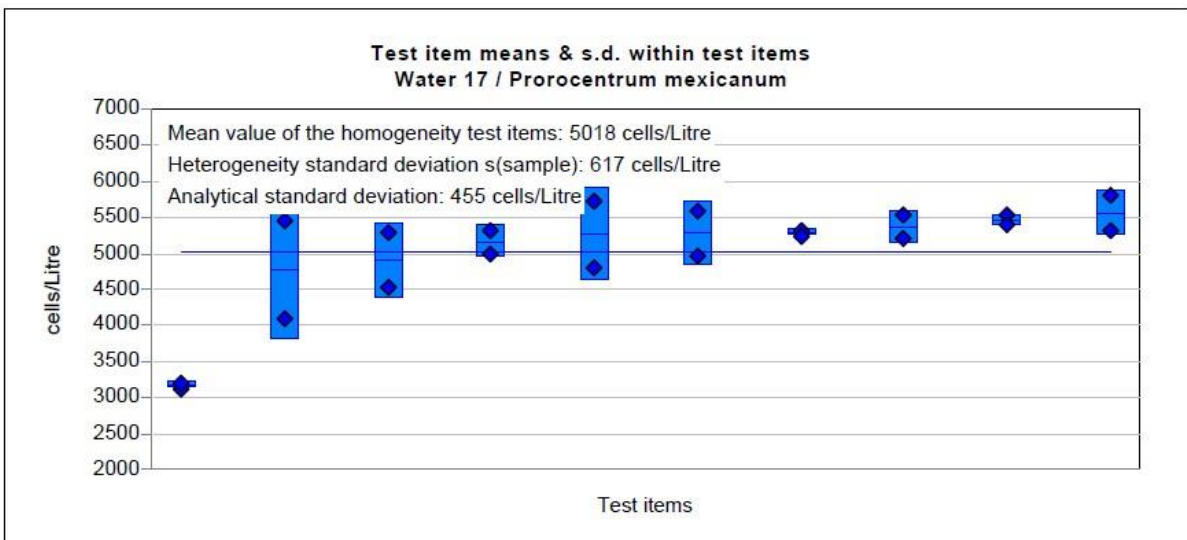 Test item means & s.d. within test items
Water 17 / Prorocentrum mexicanum
7000
6500
6000
5500
5000
4500
4000
3500
3000
2500
2000
cells/Litre
Mean value of the homogeneity test items: 5018 cells/Litre
Heterogeneity standard deviation s(sample): 617 cells/Litre
Analytical standard deviation: 455 cells/Litre
Test items